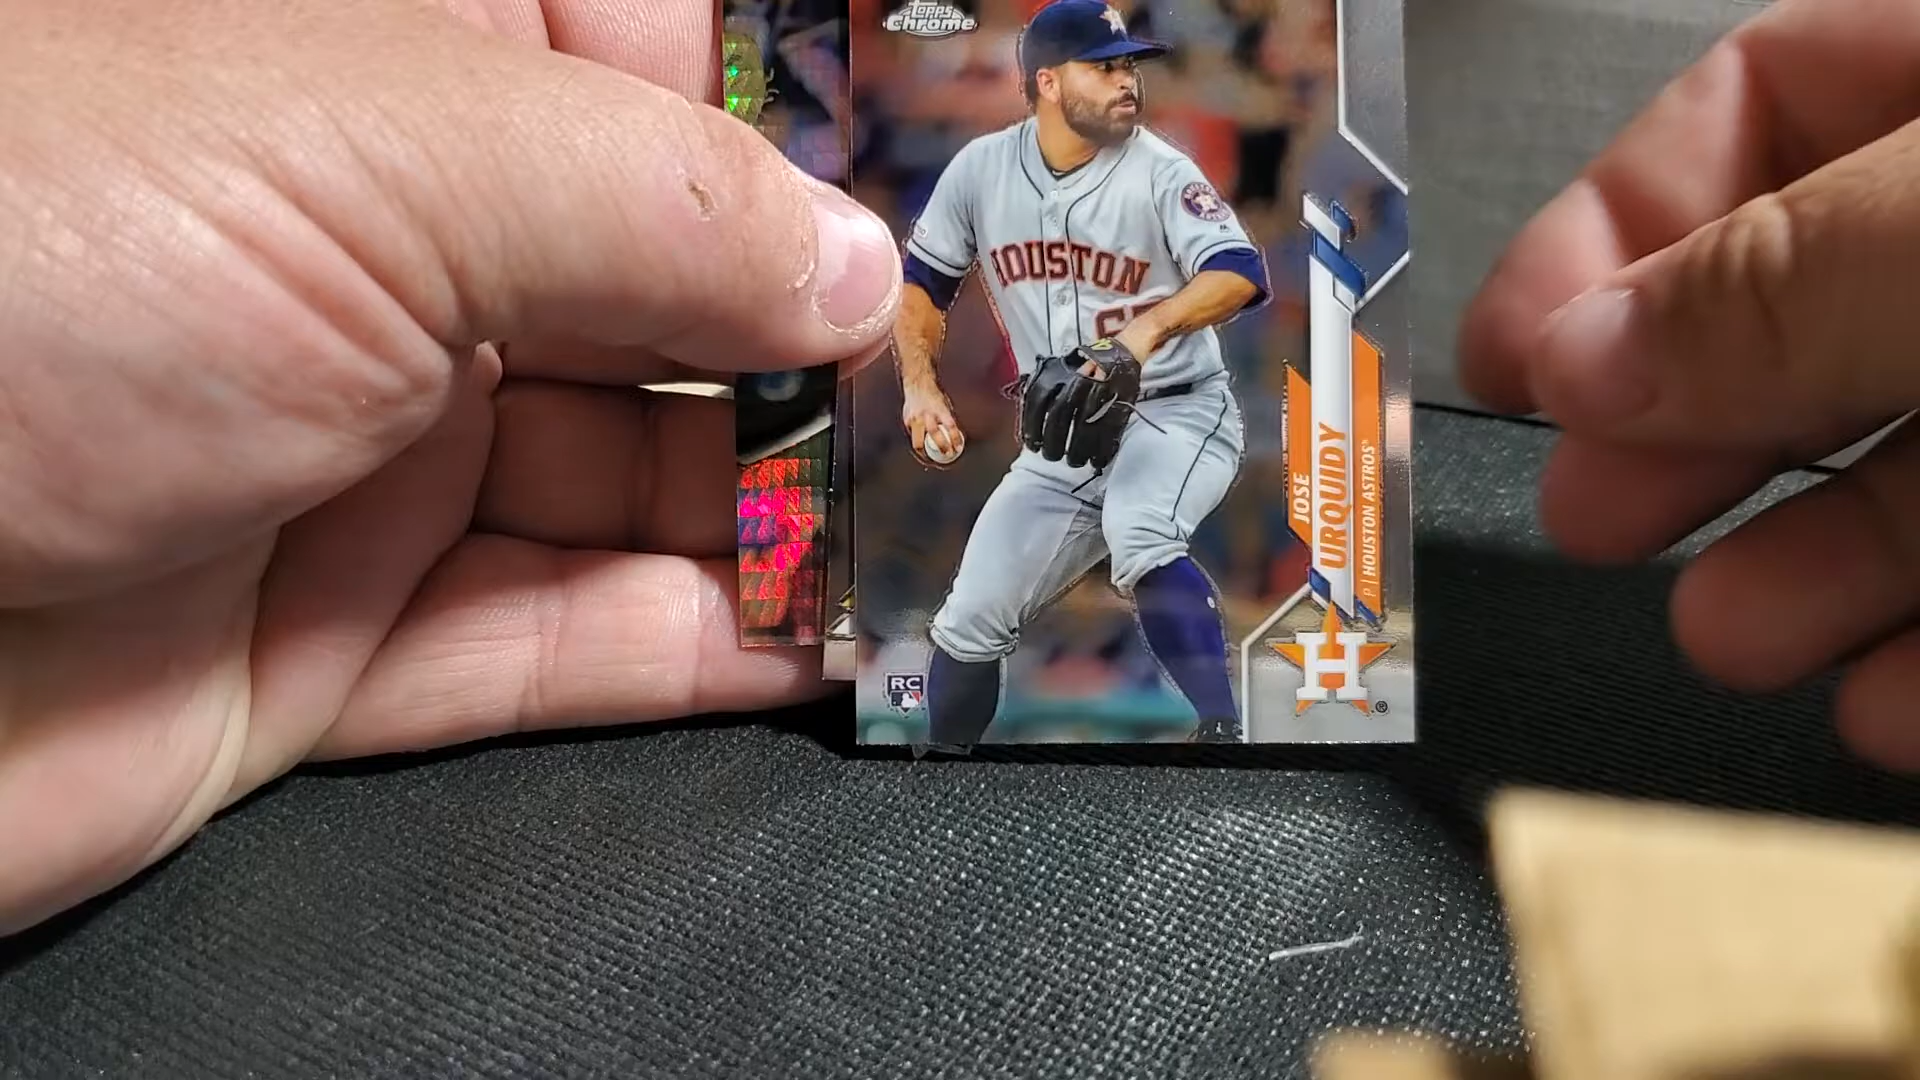 Topps
Chrome
HOUSTON
JOSE
URQUIDY
P | HOUSTON ASTROS®
RC
H
®